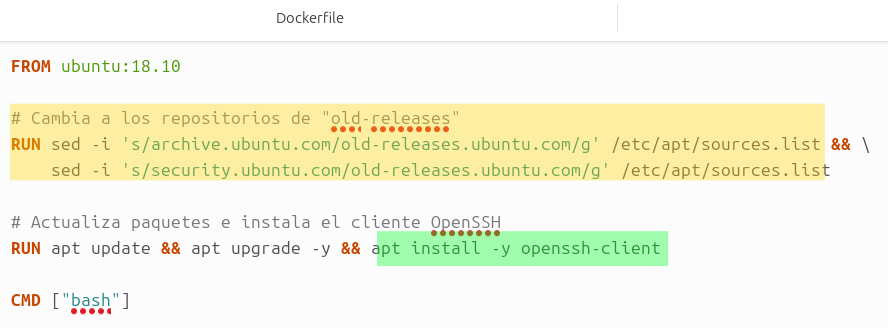 Dockerfile
FROM ubuntu:18.10
# Cambia a los repositorios de "old-releases"
RUN sed -i 's/archive.ubuntu.com/old-releases.ubuntu.com/g' /etc/apt/sources.list && \
sed -i 's/security.ubuntu.com/old-releases.ubuntu.com/g' /etc/apt/sources.list
# Actualiza paquetes e instala el cliente OpenSSH
RUN apt update && apt upgrade -y && apt install -y openssh-client
CMD ["bash"]